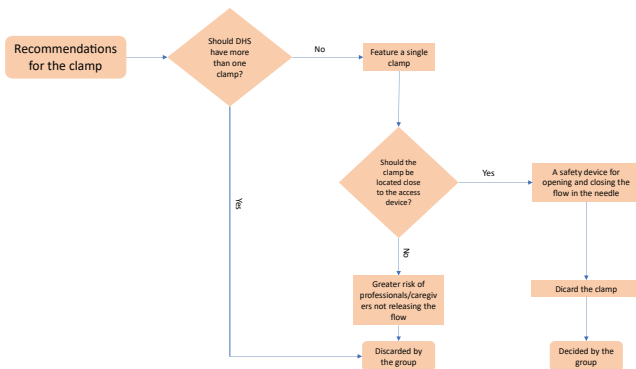 Recommendations
for the clamp
Should DHS
have more
than one
clamp?
No
Feature a single
clamp
Should the
clamp be
located close
to the access
device?
Yes
A safety device for
opening and closing the
flow in the needle
Yes
No
Greater risk of
professionals/caregiv
ers not releasing the
flow
Dicard the clamp
Discarded by
the group
Decided by the
group